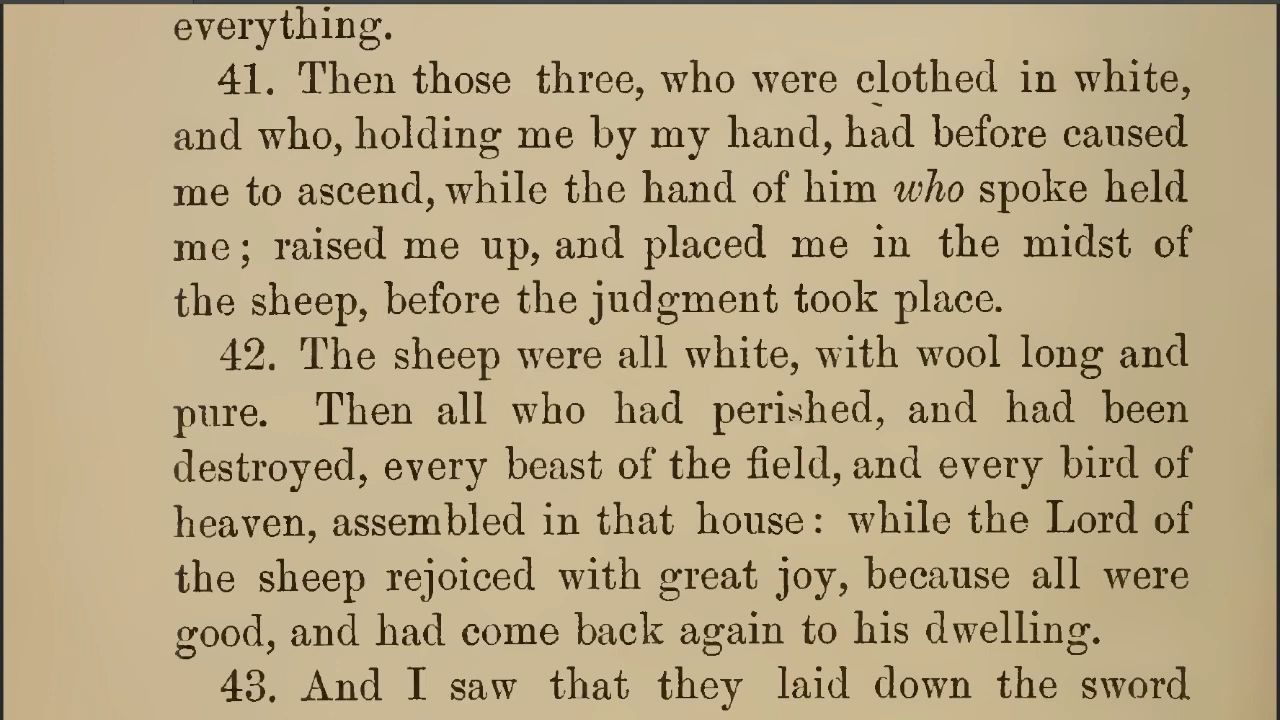 everything.
41. Then those three, who were clothed in white,
and who, holding me by my hand, had before caused
me to ascend, while the hand of him who spoke held
me; raised me up, and placed me in the midst of
the sheep, before the judgment took place.
42. The sheep were all white, with wool long and
pure. Then all who had perished, and had been
destroyed, every beast of the field, and every bird of
heaven, assembled in that house: while the Lord of
the sheep rejoiced with great joy, because all were
good, and had come back again to his dwelling.
43. And I saw that they laid down the sword